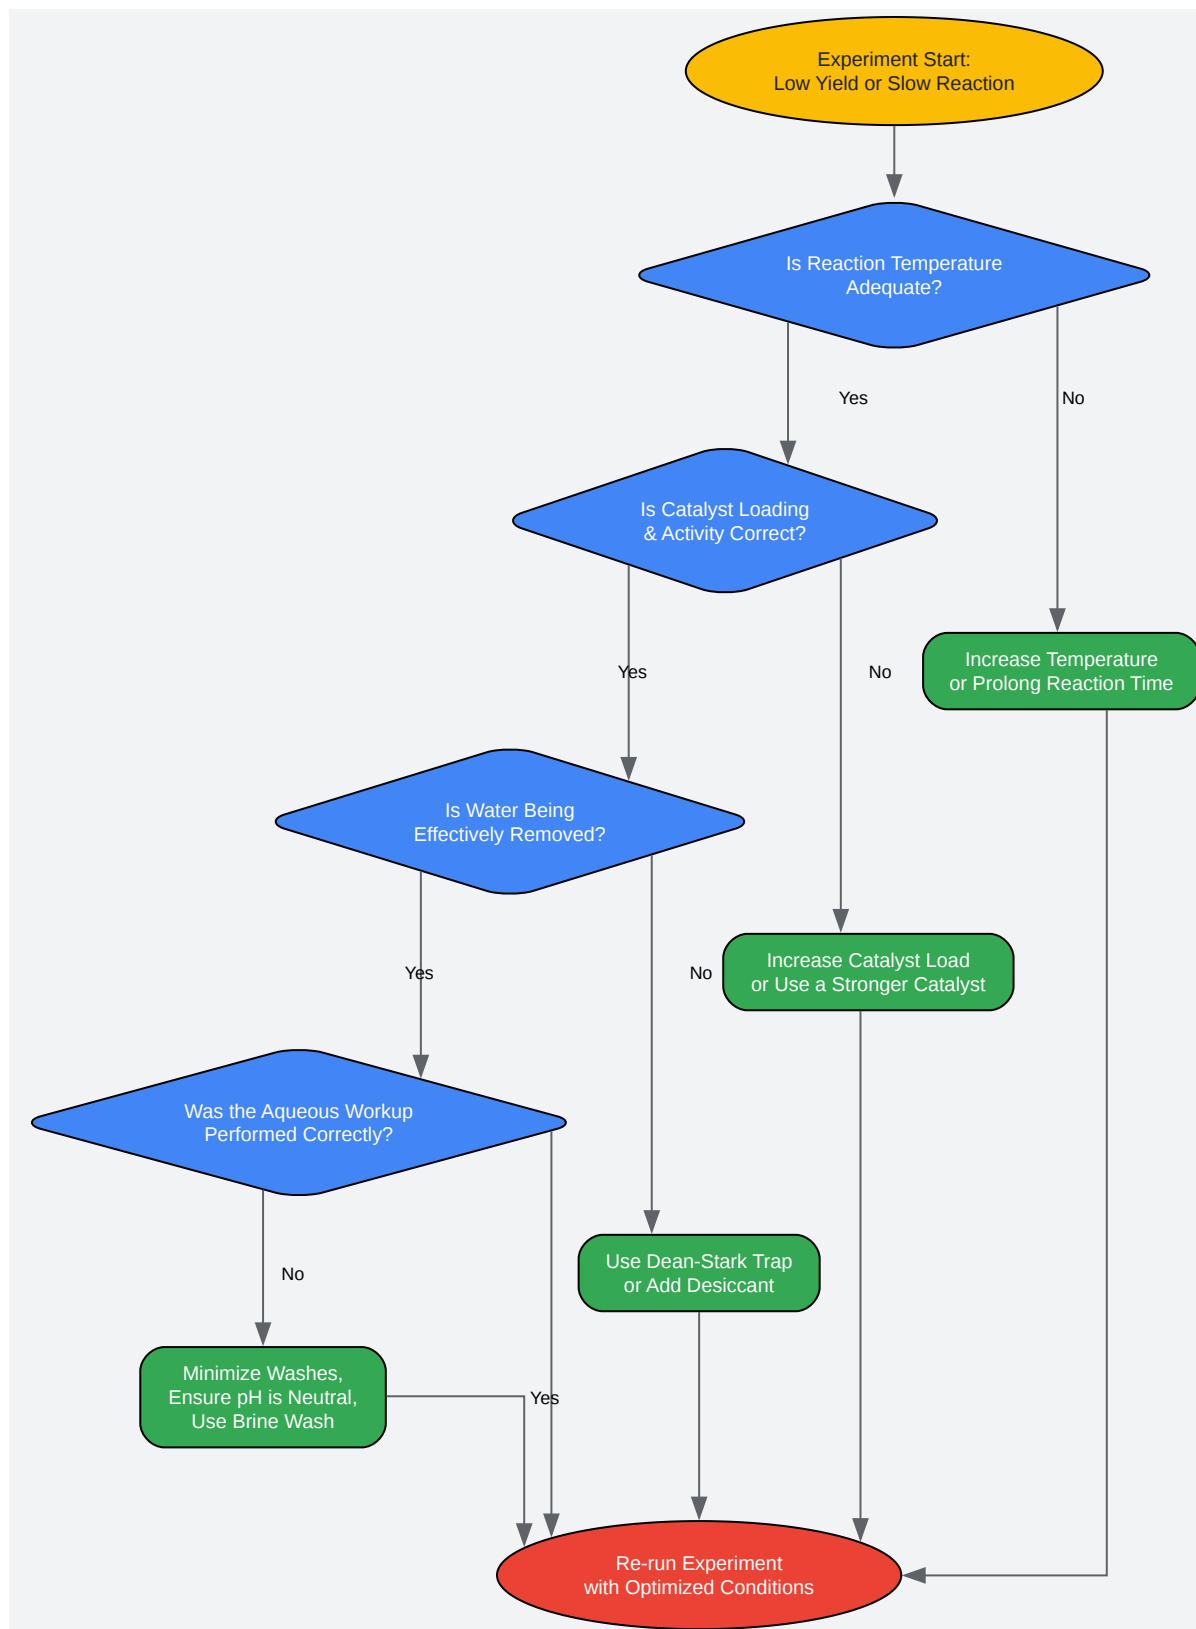 Experiment Start:
Low Yield or Slow Reaction
Is Reaction Temperature
Adequate?
Yes
No
Is Catalyst Loading
& Activity Correct?
Yes
No
Increase Temperature
or Prolong Reaction Time
Is Water Being
Effectively Removed?
Yes
No
Increase Catalyst Load
or Use a Stronger Catalyst
Was the Aqueous Workup
Performed Correctly?
No
Use Dean-Stark Trap
or Add Desiccant
Minimize Washes,
Ensure pH is Neutral,
Use Brine Wash
Yes
Re-run Experiment
with Optimized Conditions